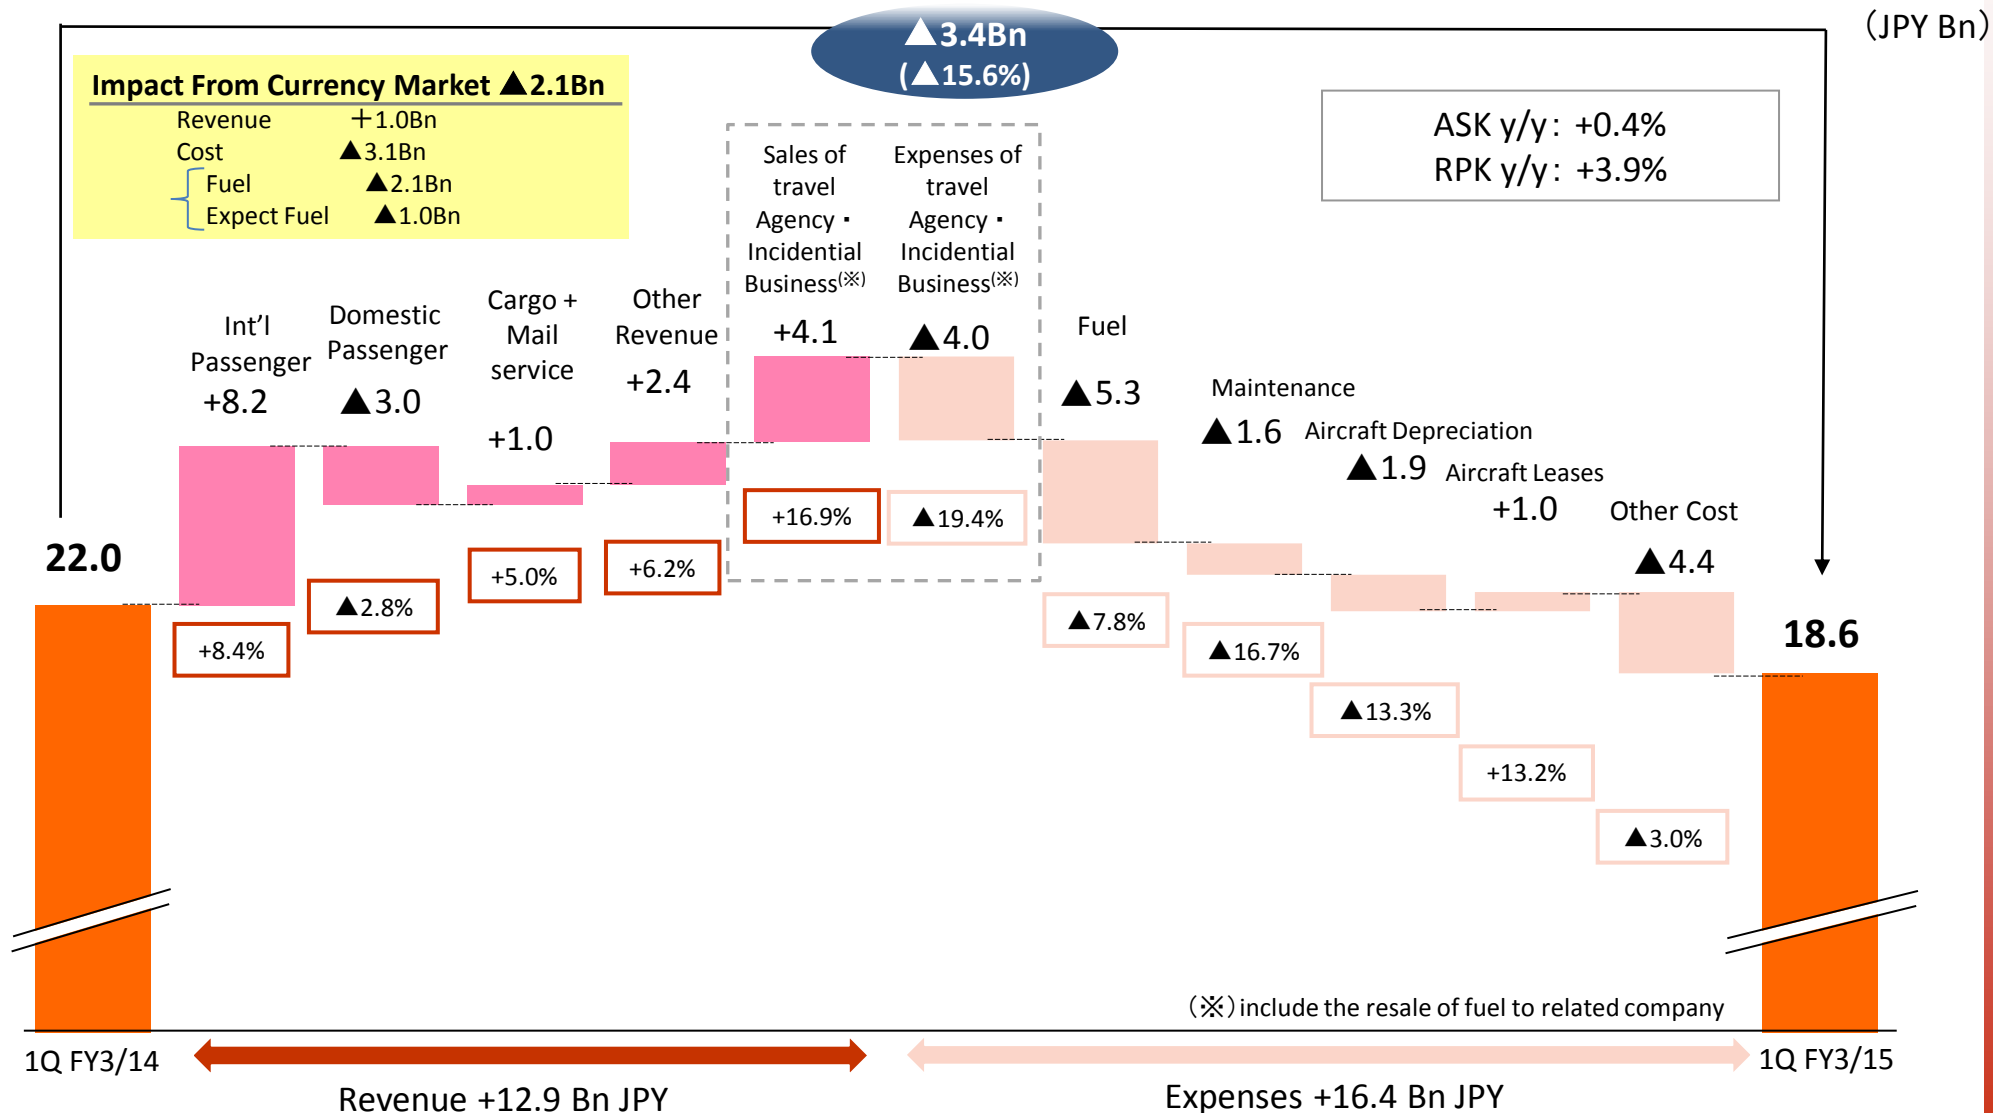 (JPY Bn)
▲3.4Bn
(▲15.6%)
Impact From Currency Market ▲2.1Bn
Revenue +1.0Bn
Cost ▲3.1Bn
Fuel ▲2.1Bn
Expect Fuel ▲1.0Bn
ASK y/y: +0.4%
RPK y/y: +3.9%
22.0
Int'l
Passenger
+8.2
+8.4%
Domestic
Passenger
▲3.0
▲2.8%
Cargo +
Mail
service
+1.0
+5.0%
Other
Revenue
+2.4
+6.2%
Sales of
travel
Agency・
Incidential
Business(※)
+4.1
+16.9%
Expenses of
travel
Agency・
Incidential
Business(※)
▲4.0
▲19.4%
Fuel
▲5.3
▲7.8%
Maintenance
▲1.6
▲16.7%
Aircraft Depreciation
▲1.9
▲13.3%
Aircraft Leases
+1.0
+13.2%
Other Cost
▲4.4
▲3.0%
18.6
(※)include the resale of fuel to related company
1Q FY3/14
1Q FY3/15
Revenue +12.9 Bn JPY
Expenses +16.4 Bn JPY